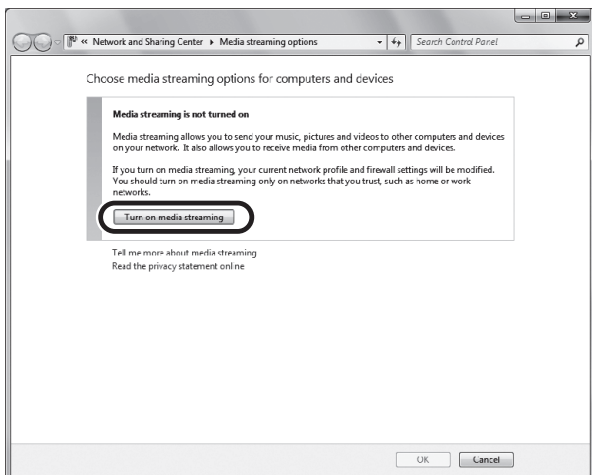 « Network and Sharing Center ▸ Media streaming options
Search Control Panel
Choose media streaming options for computers and devices
Media streaming is not turned on
Media streaming allows you to send your music, pictures and videos to other computers and devices
on your network. It also allows you to receive media from other computers and devices.
If you turn on media streaming, your current network profile and firewall settings will be modified.
You should turn on media streaming only on networks that you trust, such as home or work
networks.
Turn on media streaming
Tell me more about media streaming
Read the privacy statement online
OK
Cancel